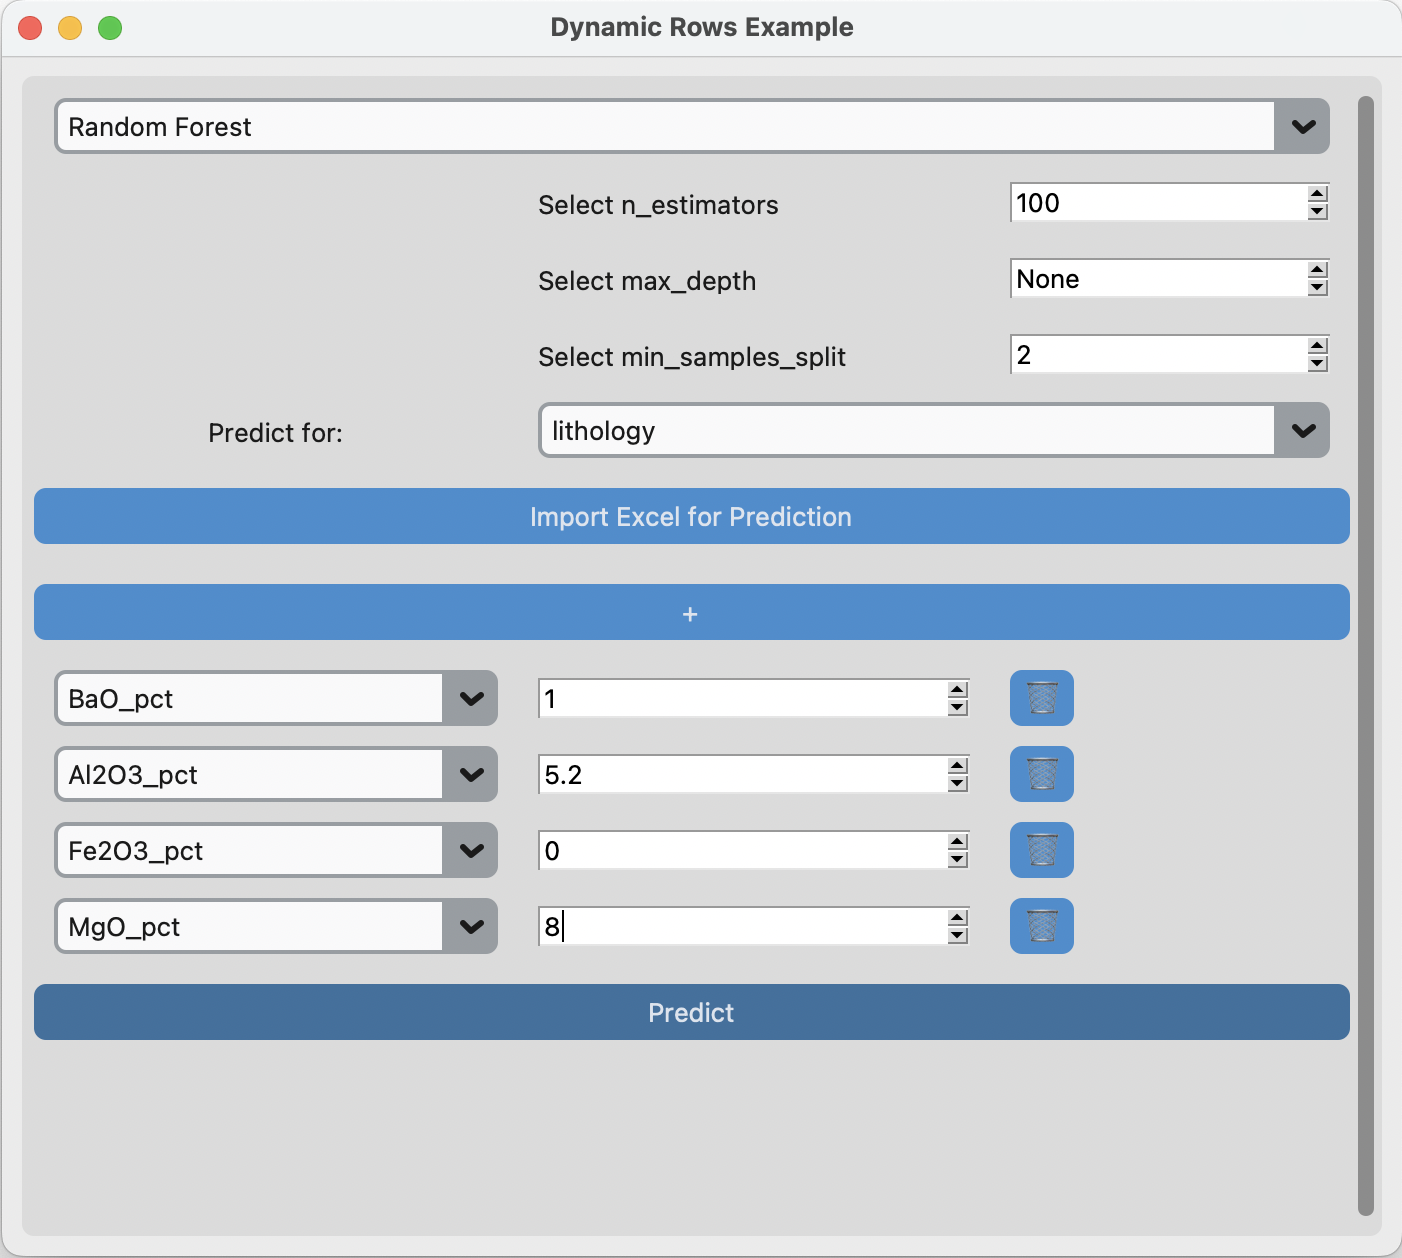 Dynamic Rows Example
Random Forest
Select n_estimators 100
Select max_depth None
Select min_samples_split 2
Predict for: lithology
Import Excel for Prediction
+
BaO_pct 1
Al2O3_pct 5.2
Fe2O3_pct 0
MgO_pct 8
Predict